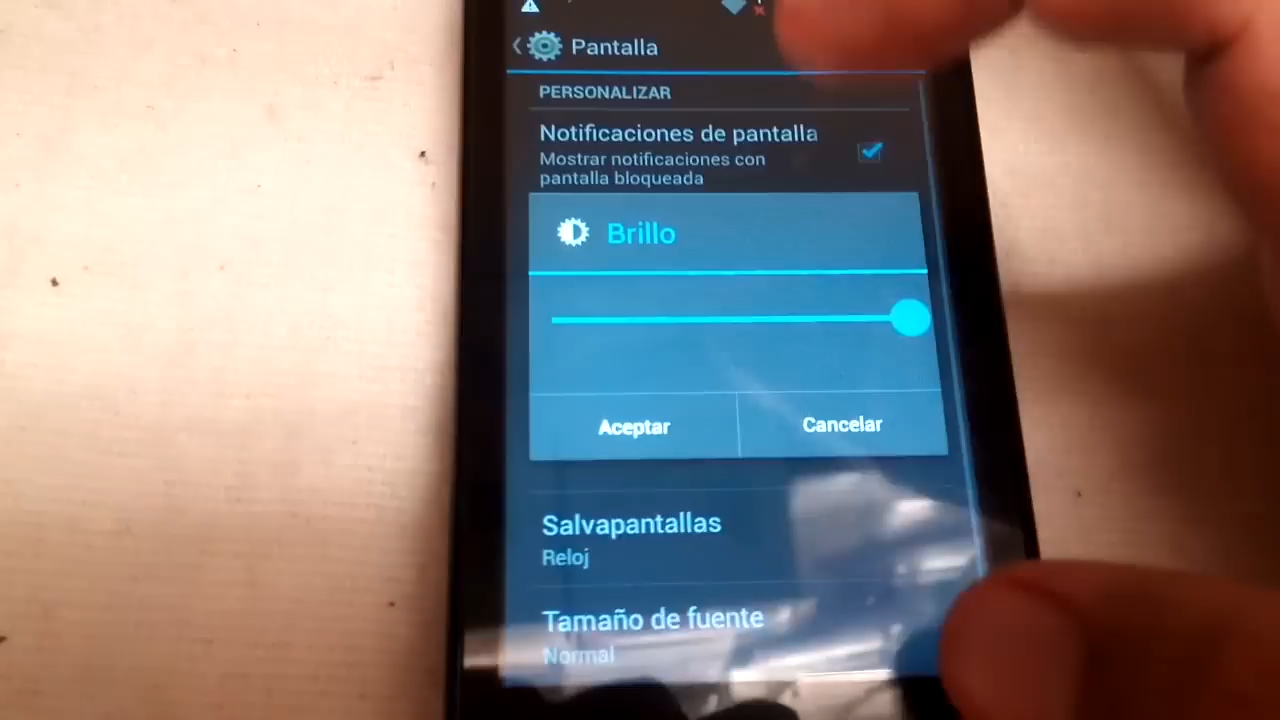 Pantalla
PERSONALIZAR
Notificaciones de pantalla
Mostrar notificaciones con
pantalla bloqueada
Brillo
Aceptar
Cancelar
Salvapantallas
Reloj
Tamaño de fuente
Normal